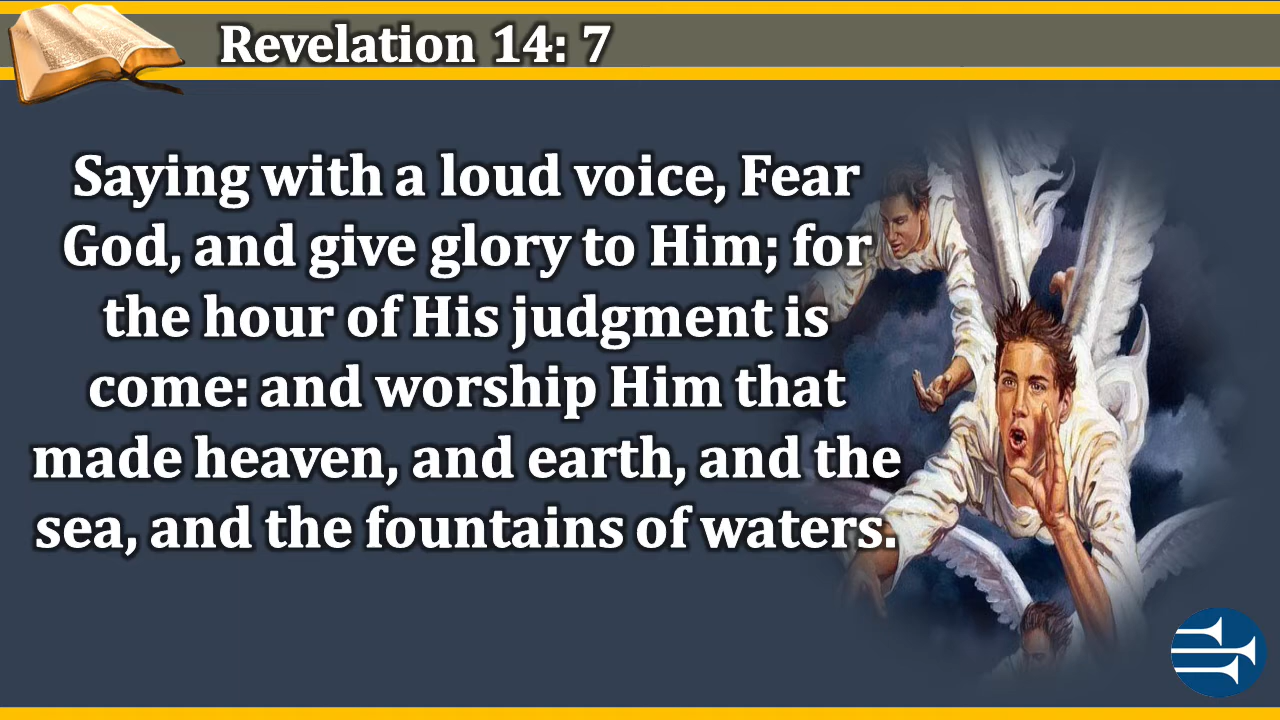 Revelation 14: 7
Saying with a loud voice, Fear
God, and give glory to Him; for
the hour of His judgment is
come: and worship Him that
made heaven, and earth, and the
sea, and the fountains of waters.